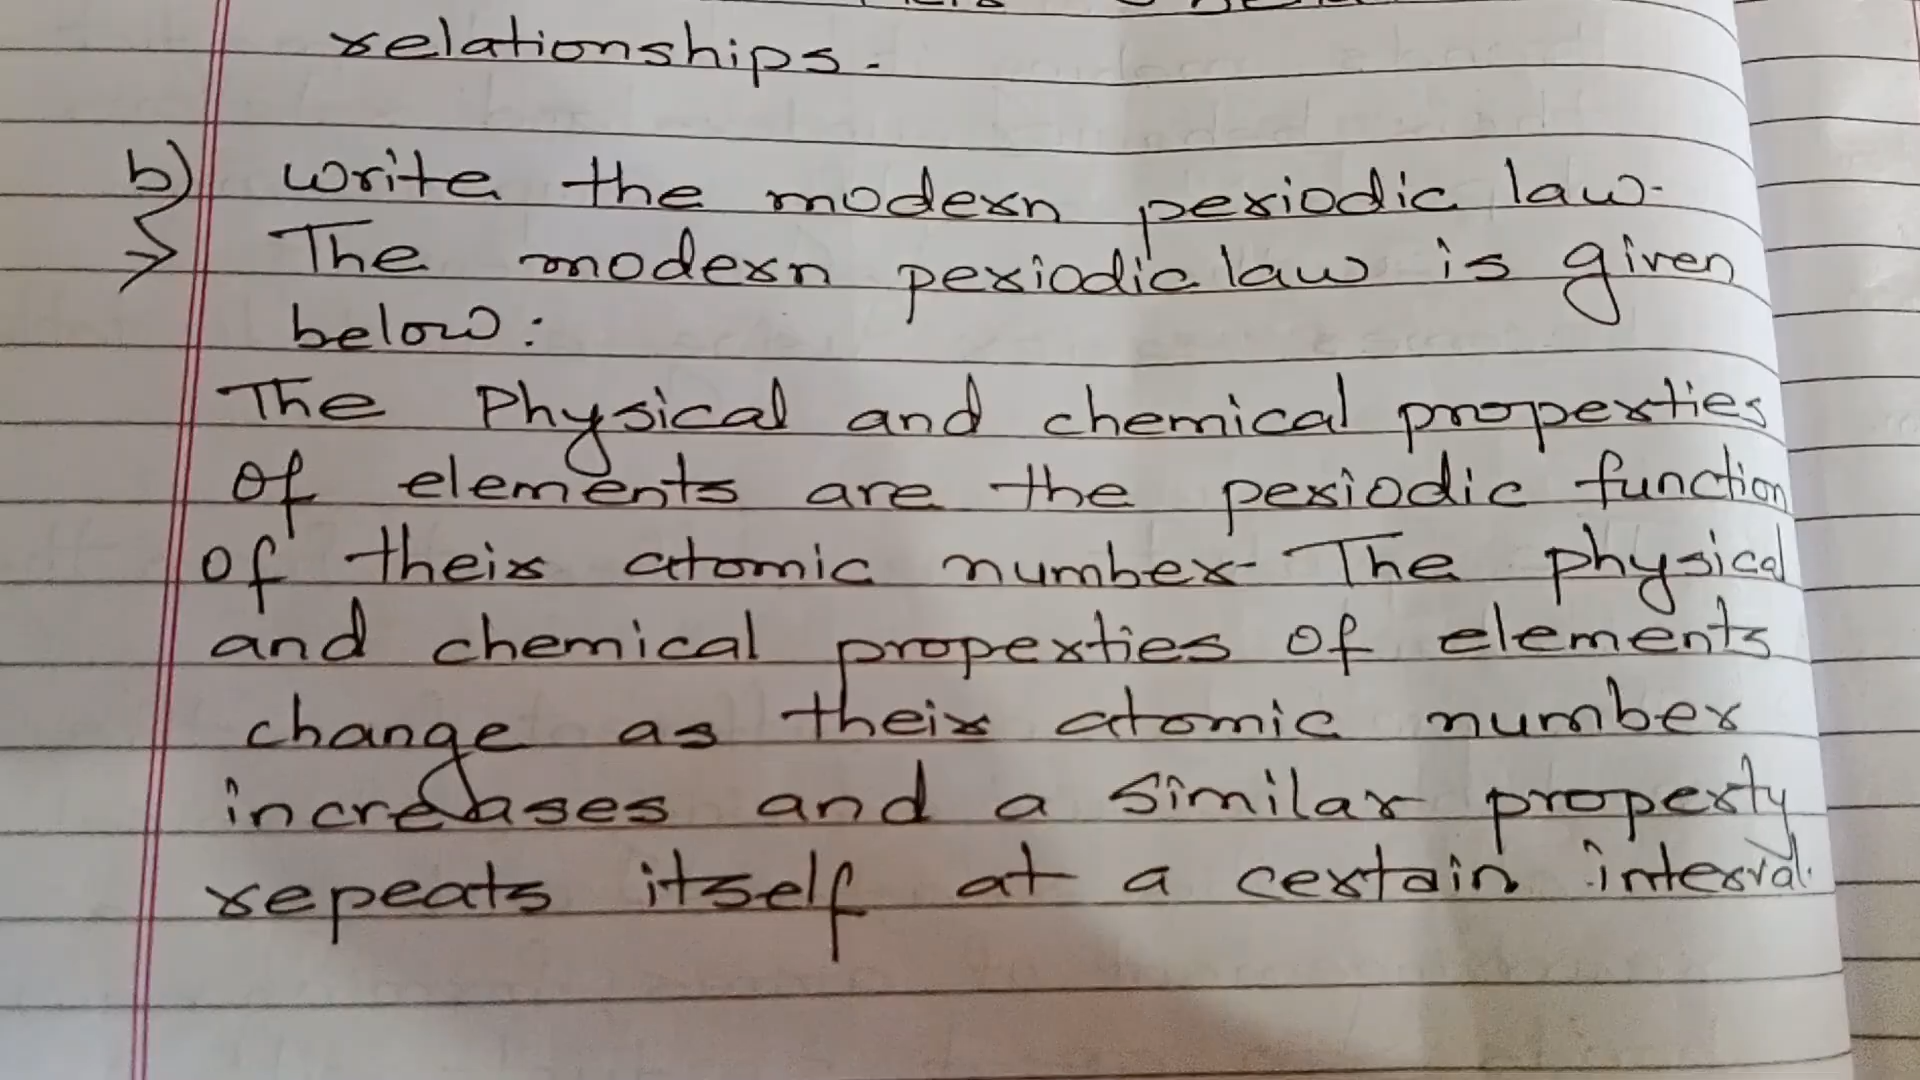 relationships.
b) write the modern periodic law.
The modern periodic law is given
below:
The Physical and chemical properties
of elements are the periodic function
of their atomic number. The physical
and chemical properties of elements
change as their atomic number
increases and a similar property
repeats itself at a certain interval.